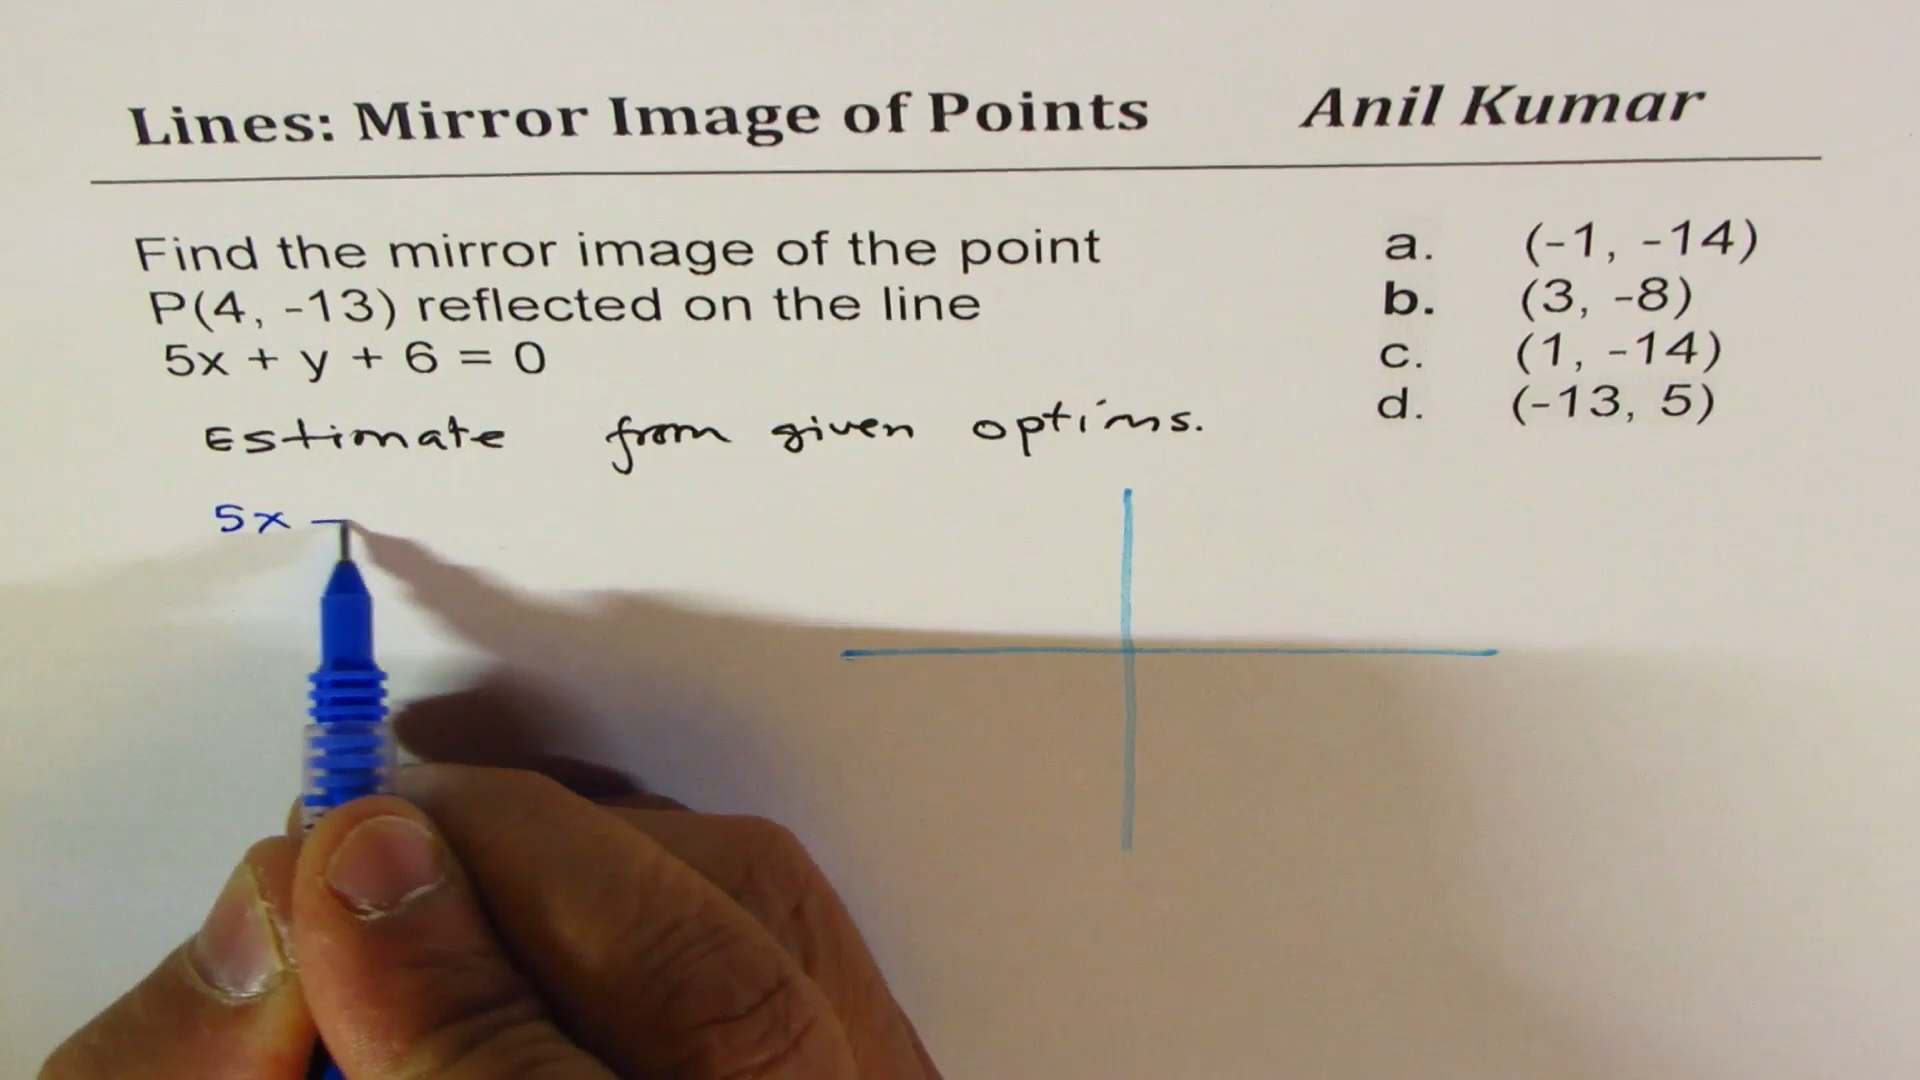 Lines: Mirror Image of Points Anil Kumar
Find the mirror image of the point
P(4, -13) reflected on the line
5x + y + 6 = 0
a. (-1, -14)
b. (3, -8)
c. (1, -14)
d. (-13, 5)
Estimate from given options.
5x -